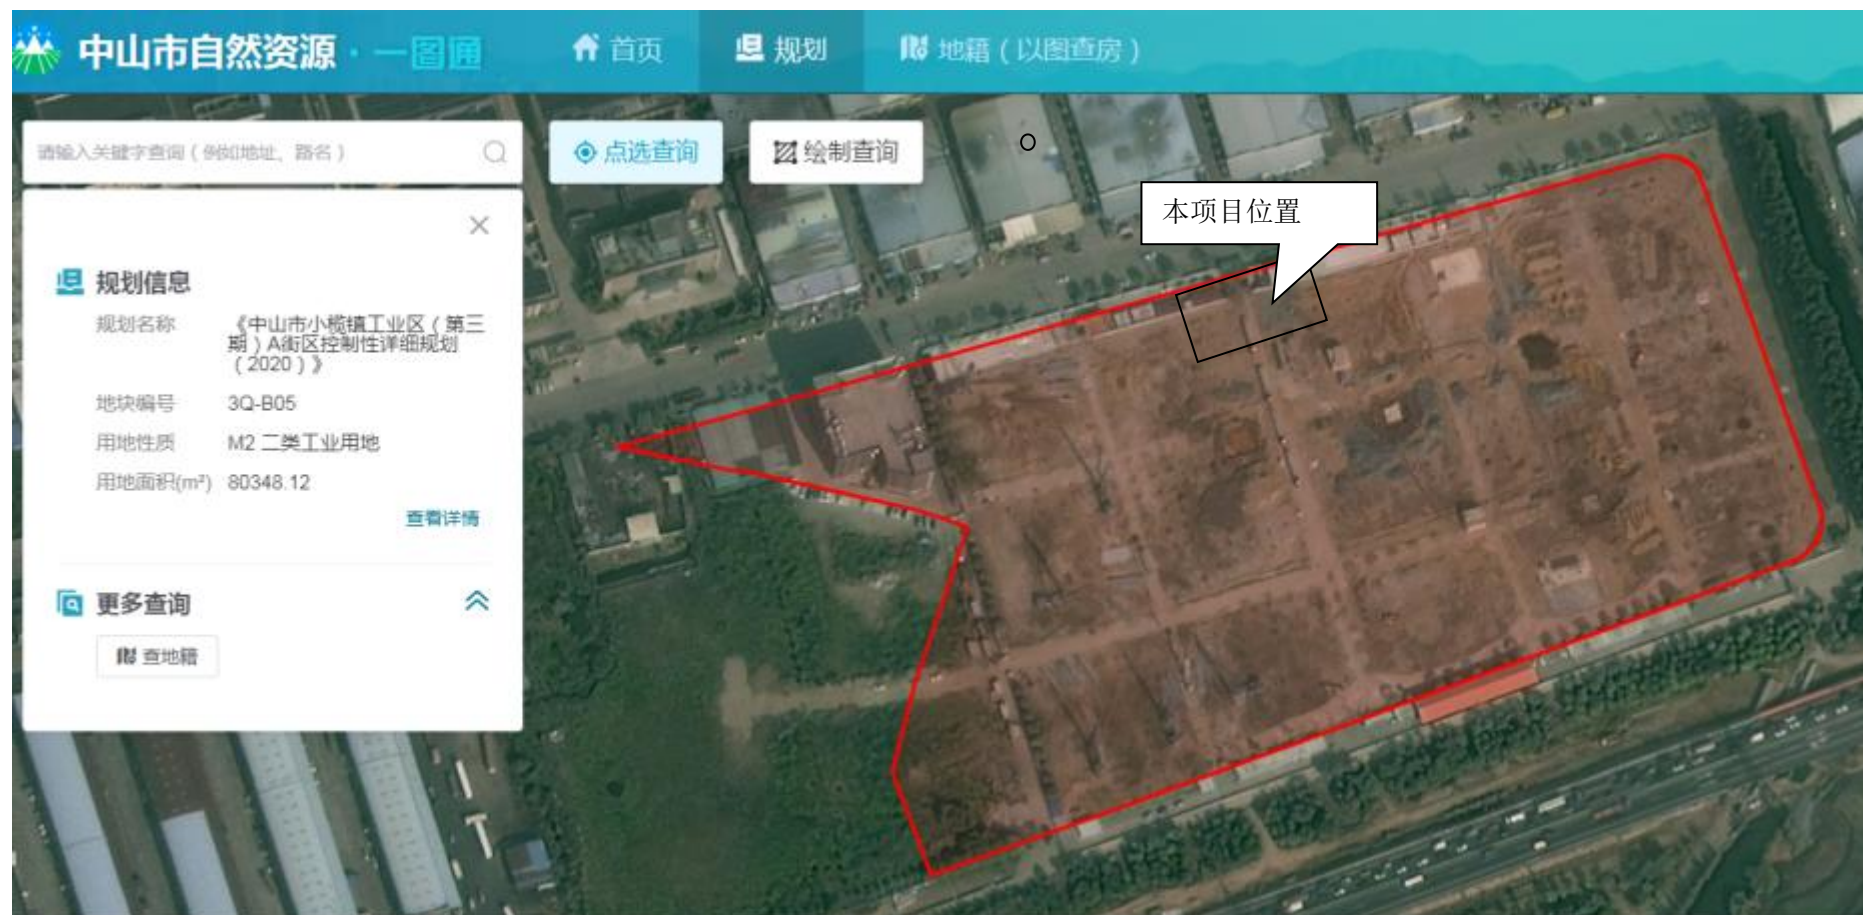 中山市自然资源·一图通
首页
规划
地籍（以图查房）
请输入关键字查询（例如地址、路名）
点选查询
绘制查询
本项目位置
规划信息
规划名称
《中山市小榄镇工业区（第三
期）A街区控制性详细规划
（2020）》
地块编号 3Q-B05
用地性质 M2 二类工业用地
用地面积(m²) 80348.12
查看详情
更多查询
查地籍